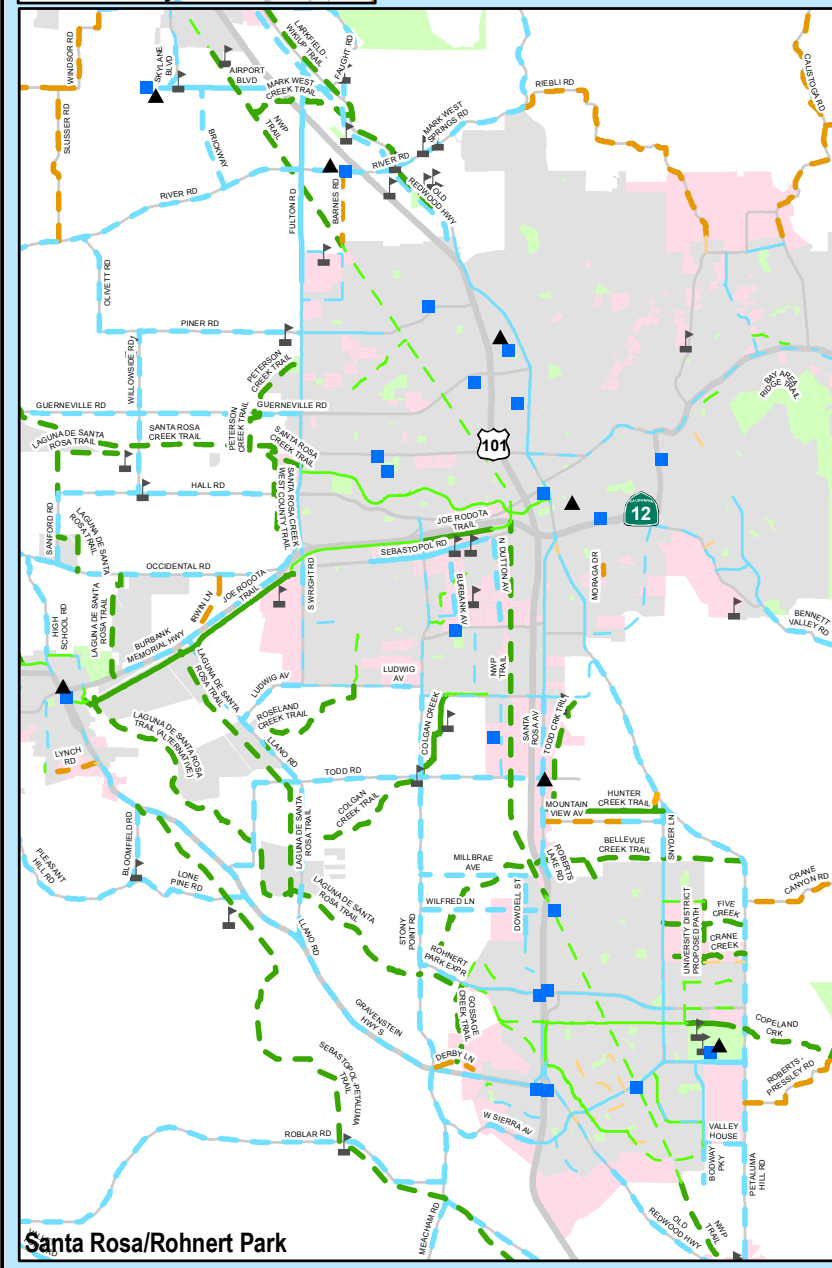 WINDSOR RD
SKYLANE
BLVD
AIRPORT
BLVD
LARKFIELD -
WIKIUP TRAIL
FAUGHT RD
MARK WEST
CREEK TRAIL
CALISTOGA RD
RIEBLI RD
SLUSSER RD
BRICKWAY
NWP
TRAIL
MARK WEST
SPRINGS RD
RIVER RD
RIVER RD
FULTON RD
BARNES RD
OLD
REDWOOD HWY
OLIVETT RD
PINER RD
WILLOWSIDE RD
PETERSON
CREEK TRAIL
BAY AREA
RIDGE TRAIL
GUERNEVILLE RD
GUERNEVILLE RD
PETERSON
CREEK TRAIL
LAGUNA DE SANTA
ROSA TRAIL
SANTA ROSA
CREEK TRAIL
SANTA ROSA
CREEK TRAIL
101
HALL RD
SANTA ROSA CREEK
WEST COUNTY TRAIL
CALIFORNIA
12
SANFORD RD
LAGUNA DE SANTA
ROSA TRAIL
JOE RODOTA
TRAIL
SEBASTOPOL RD
N DUTTON AV
OCCIDENTAL RD
S WRIGHT RD
MORAGA DR
HIGH
SCHOOL RD
LAGUNA DE SANTA
ROSA TRAIL
IRWIN LN
JOE RODOTA
TRAIL
BURBANK AV
BENNETT
VALLEY RD
BURBANK
MEMORIAL HWY
LAGUNA DE SANTA
ROSA TRAIL
LUDWIG AV
LUDWIG
AV
NWP
TRAIL
ROSELAND
CREEK TRAIL
COLGAN CREEK
SANTA
ROSA AV
TODD CRK TRL
LAGUNA DE SANTA ROSA
TRAIL (ALTERNATIVE)
LYNCH
RD
LLANO RD
TODD RD
COLGAN
CREEK TRAIL
HUNTER
CREEK TRAIL
MOUNTAIN
VIEW AV
BLOOMFIELD RD
LAGUNA DE SANTA
ROSA TRAIL
SNYDER LN
BELLEVUE
CREEK TRAIL
PLEASANT
HILL RD
LONE
PINE RD
MILLBRAE
AVE
ROBERTS
LAKE RD
CRANE
CANYON RD
LAGUNA DE SANTA
ROSA TRAIL
WILFRED LN
DOWDELL ST
UNIVERSITY DISTRICT
PROPOSED PATH
FIVE
CREEK
CRANE
CREEK
LLANO RD
STONY
POINT RD
ROHNERT
PARK EXPR
GRAVENSTEIN
HWY S
GOSSAGE
CREEK TRAIL
COPELAND
CRK
SEBASTOPOL-PETALUMA
TRAIL
DERBY LN
ROBERTS-
PRESSLEY RD
W SIERRA AV
VALLEY
HOUSE
ROBLAR RD
BODWAY
PKY
PETALUMA
HILL RD
MEACHAM RD
OLD
REDWOOD HWY
NWP
TRAIL
Santa Rosa/Rohnert Park